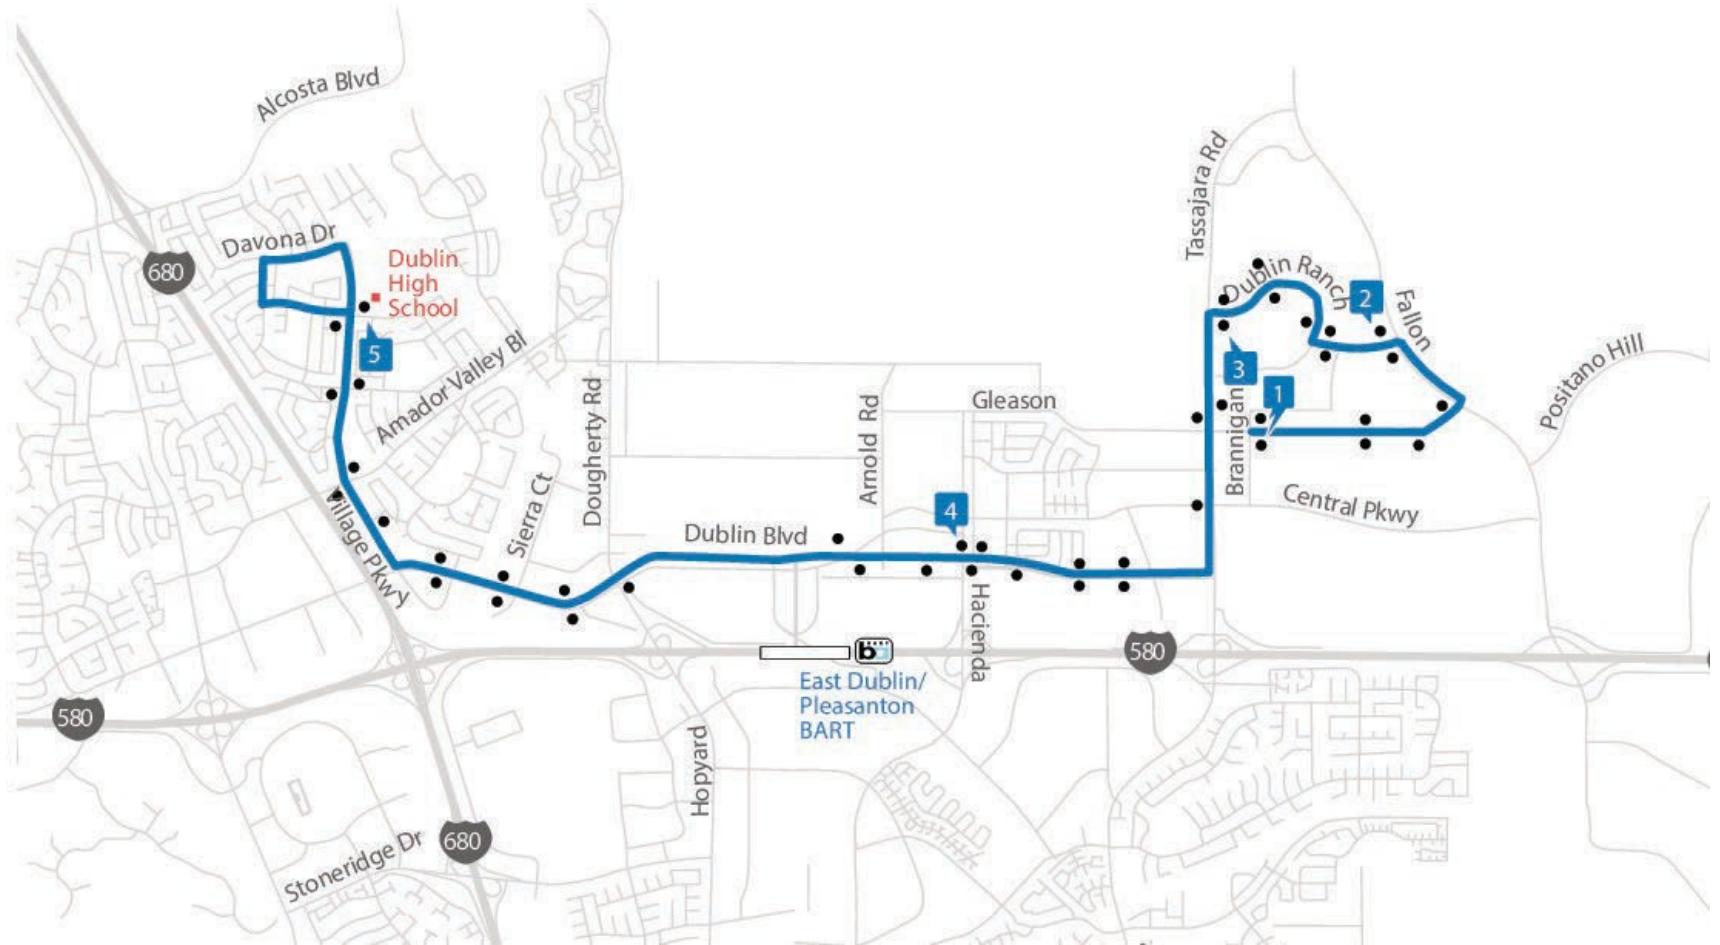 Alcosta Blvd
Tassajara Rd
Davona Dr
680
Dublin
High
School
Dublin Ranch
2
Fallon
5
3
1
Positano Hill
Amador Valley Bl
Dougherty Rd
Arnold Rd
Gleason
Brannigan
Central Pkwy
4
Village Pkwy
Sierra Ct
Dublin Blvd
Hacienda
580
b
East Dublin/
Pleasanton
BART
580
Hopyard
680
Stoneridge Dr